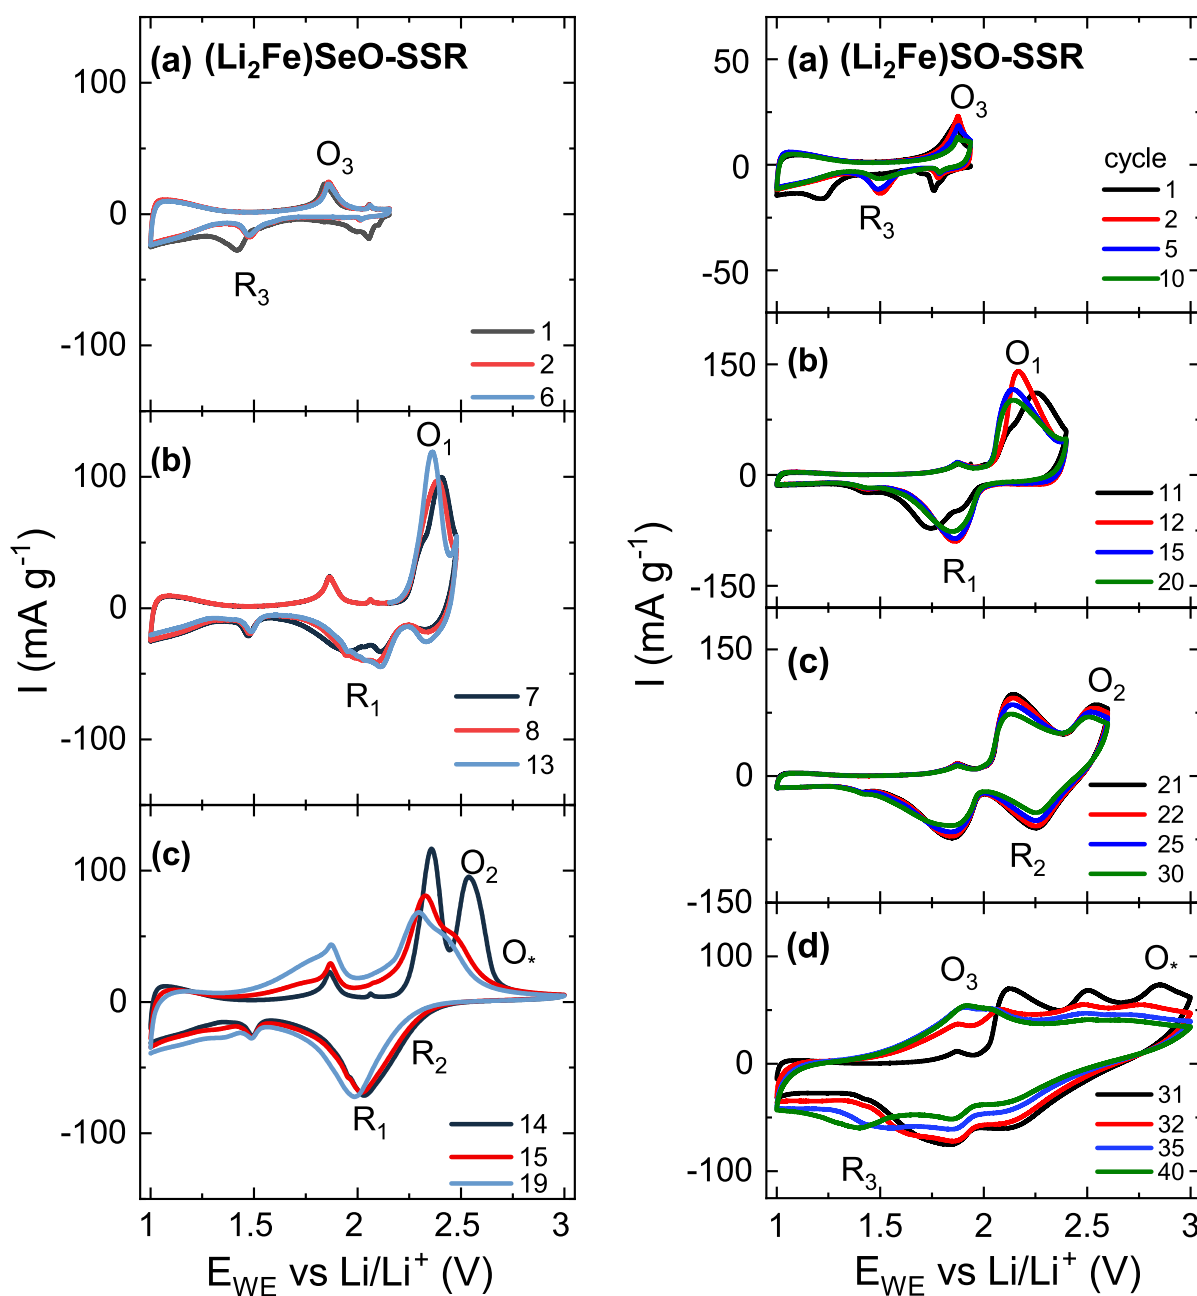 (a) (Li₂Fe)SeO-SSR
100
O₃
0
R₃
-100
1
2
6
(b)
O₁
100
0
R₁
-100
7
8
13
(c)
100
O₂
O*
0
R₂
R₁
-100
14
15
19
1 1.5 2 2.5 3
E_WE vs Li/Li⁺ (V)
I (mA g⁻¹)
(a) (Li₂Fe)SO-SSR
50
O₃
cycle
0
1
R₃
2
5
-50
10
(b)
O₁
150
0
11
12
15
R₁
20
-150
(c)
150
O₂
0
21
22
R₂
25
30
-150
(d)
100
O₃
O*
0
31
32
35
R₃
40
-100
1 1.5 2 2.5 3
E_WE vs Li/Li⁺ (V)
I (mA g⁻¹)